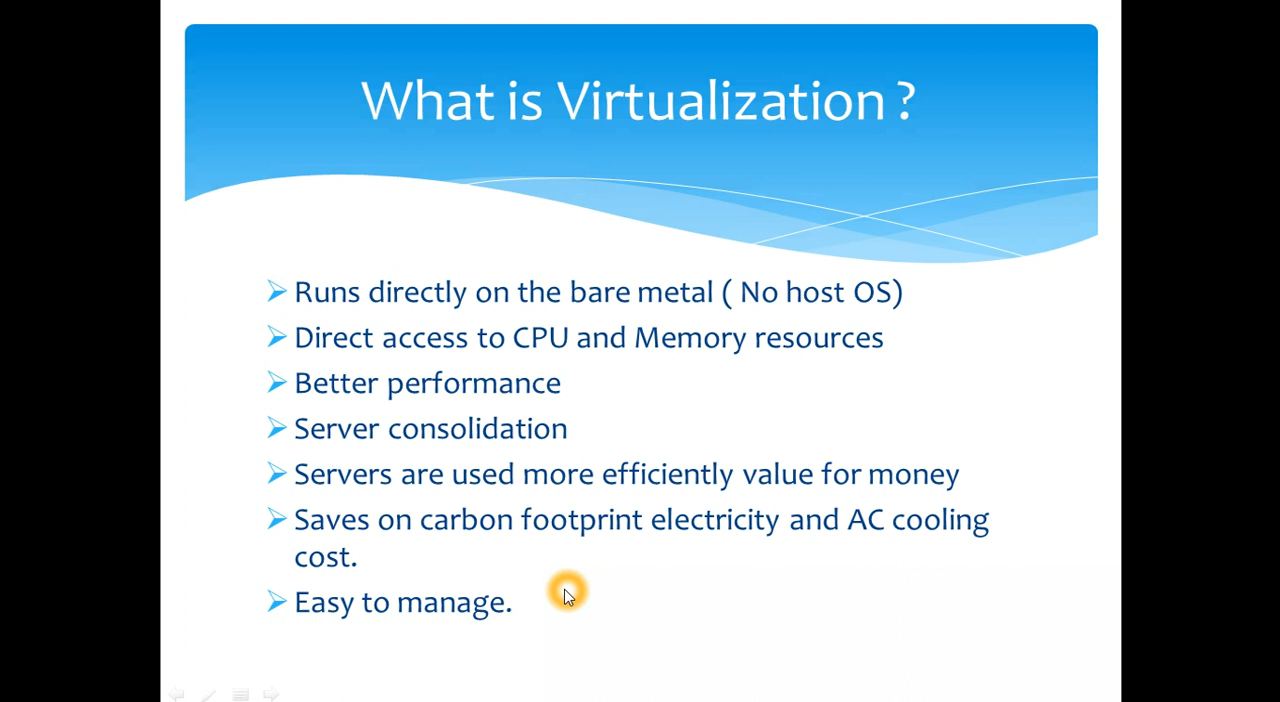 What is Virtualization ?
Runs directly on the bare metal ( No host OS)
Direct access to CPU and Memory resources
Better performance
Server consolidation
Servers are used more efficiently value for money
Saves on carbon footprint electricity and AC cooling
cost.
Easy to manage.